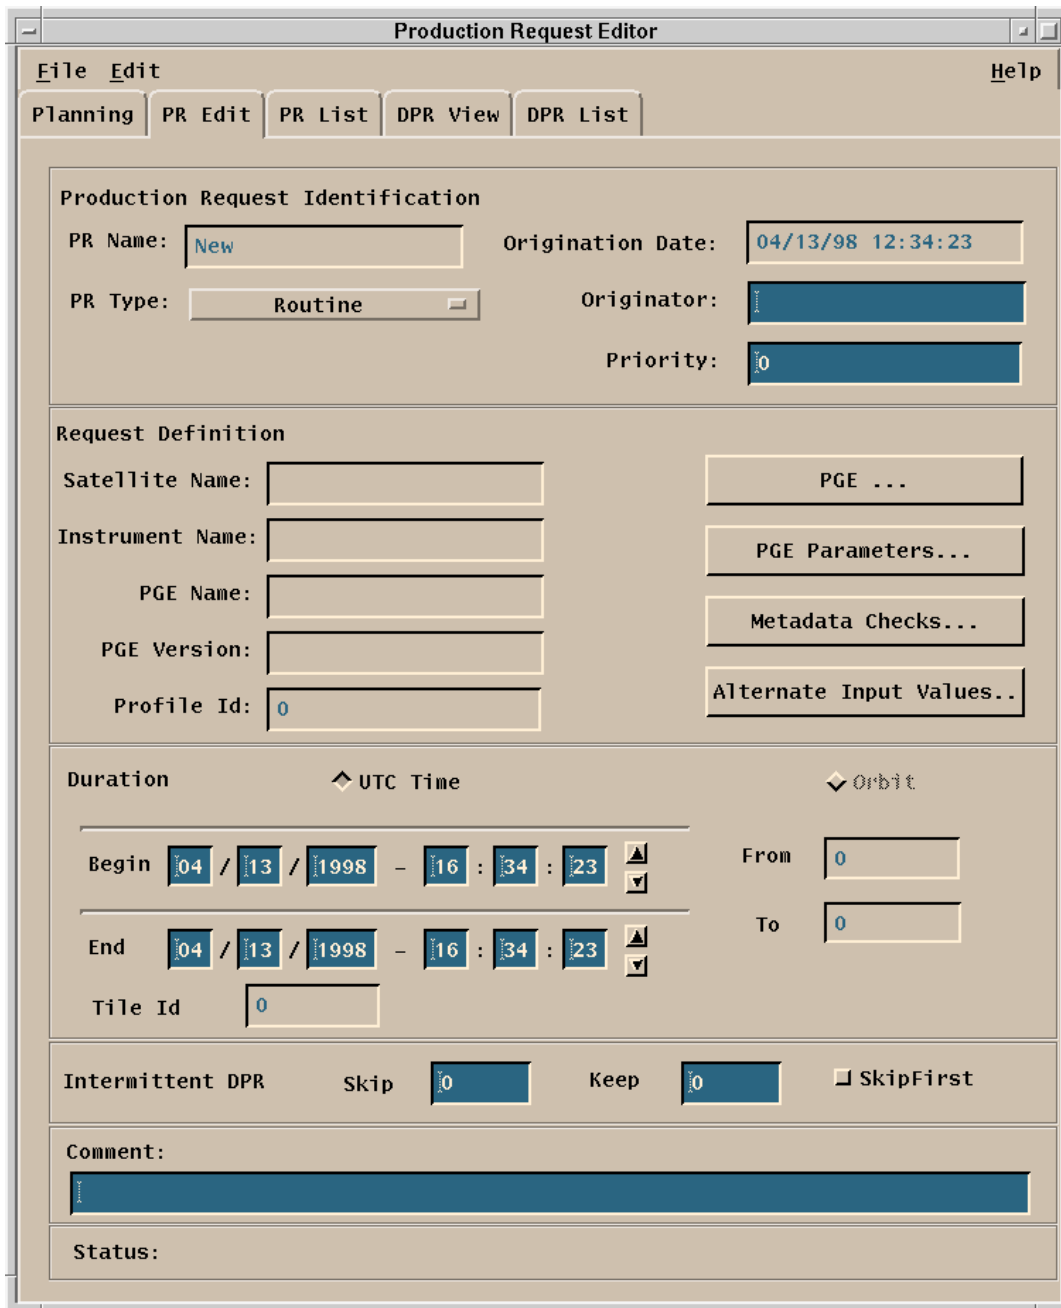 Production Request Editor
File Edit Help
Planning PR Edit PR List DPR View DPR List
Production Request Identification
PR Name: New Origination Date: 04/13/98 12:34:23
PR Type: Routine Originator:
Priority: 0
Request Definition
Satellite Name: PGE ...
Instrument Name: PGE Parameters...
PGE Name:
Metadata Checks...
PGE Version:
Profile Id: 0 Alternate Input Values..
Duration UTC Time Orbit
Begin 04 / 13 / 1998 - 16 : 34 : 23 From 0
End 04 / 13 / 1998 - 16 : 34 : 23 To 0
Tile Id 0
Intermittent DPR Skip 0 Keep 0 SkipFirst
Comment:
Status: